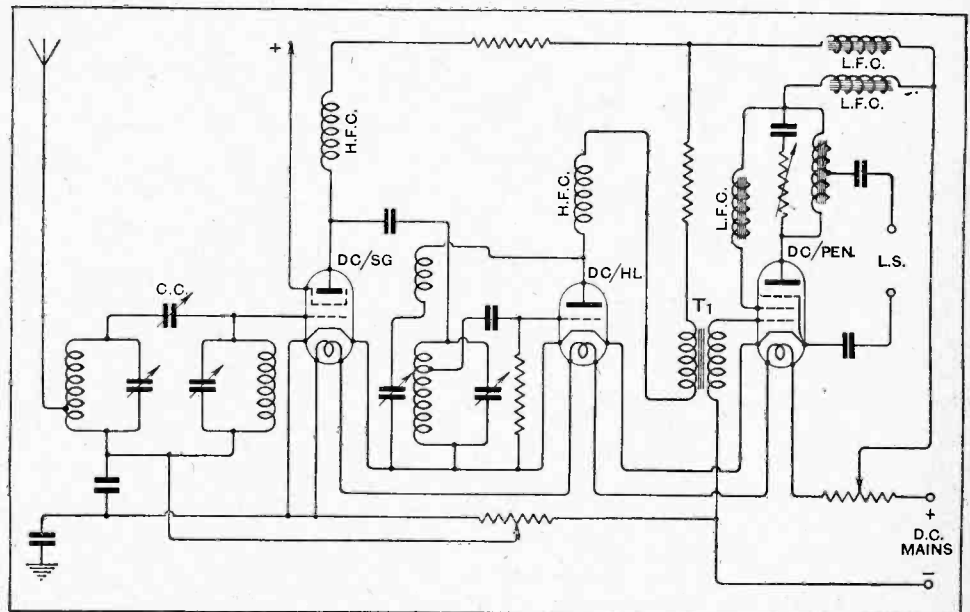 +
L.F.C.
L.F.C.
H.F.C.
H.F.C.
L.F.C.
DC/SG
DC/HL
DC/PEN.
L.S.
C.C.
T1
+
D.C.
MAINS
−